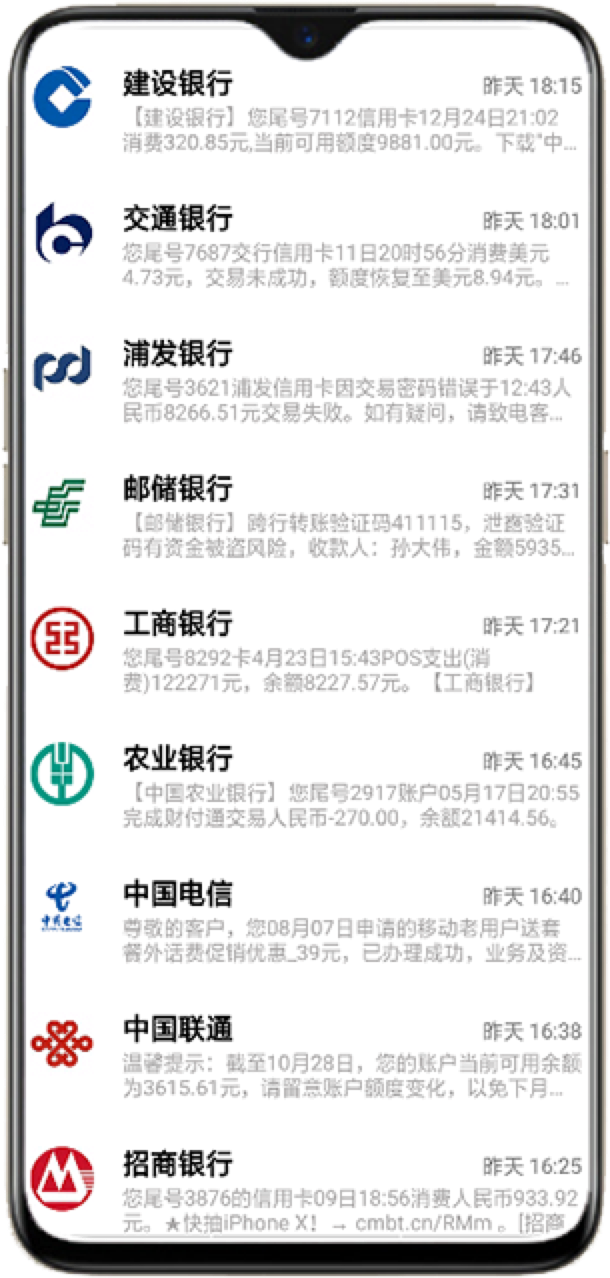 建设银行
昨天 18:15
【建设银行】您尾号7112信用卡12月24日21:02
消费320.85元,当前可用额度9881.00元。下载"中...
交通银行
昨天 18:01
您尾号7687交行信用卡11日20时56分消费美元
4.73元，交易未成功，额度恢复至美元8.94元。...
浦发银行
昨天 17:46
您尾号3621浦发信用卡因交易密码错误于12:43人
民币8266.51元交易失败。如有疑问，请致电客...
邮储银行
昨天 17:31
【邮储银行】跨行转账验证码411115，泄露验证
码有资金被盗风险，收款人：孙大伟，金额5935...
工商银行
昨天 17:21
您尾号8292卡4月23日15:43POS支出(消
费)122271元，余额8227.57元。【工商银行】
农业银行
昨天 16:45
【中国农业银行】您尾号2917账户05月17日20:55
完成财付通交易人民币-270.00，余额21414.56。
中国电信
中国电信
昨天 16:40
尊敬的客户，您08月07日申请的移动老用户送套
餐外话费促销优惠_39元，已办理成功，业务及资...
中国联通
昨天 16:38
温馨提示：截至10月28日，您的账户当前可用余额
为3615.61元，请留意账户额度变化，以免下月...
招商银行
昨天 16:25
您尾号3876的信用卡09日18:56消费人民币933.92
元。★快抽iPhone X！→ cmbt.cn/RMm 。[招商